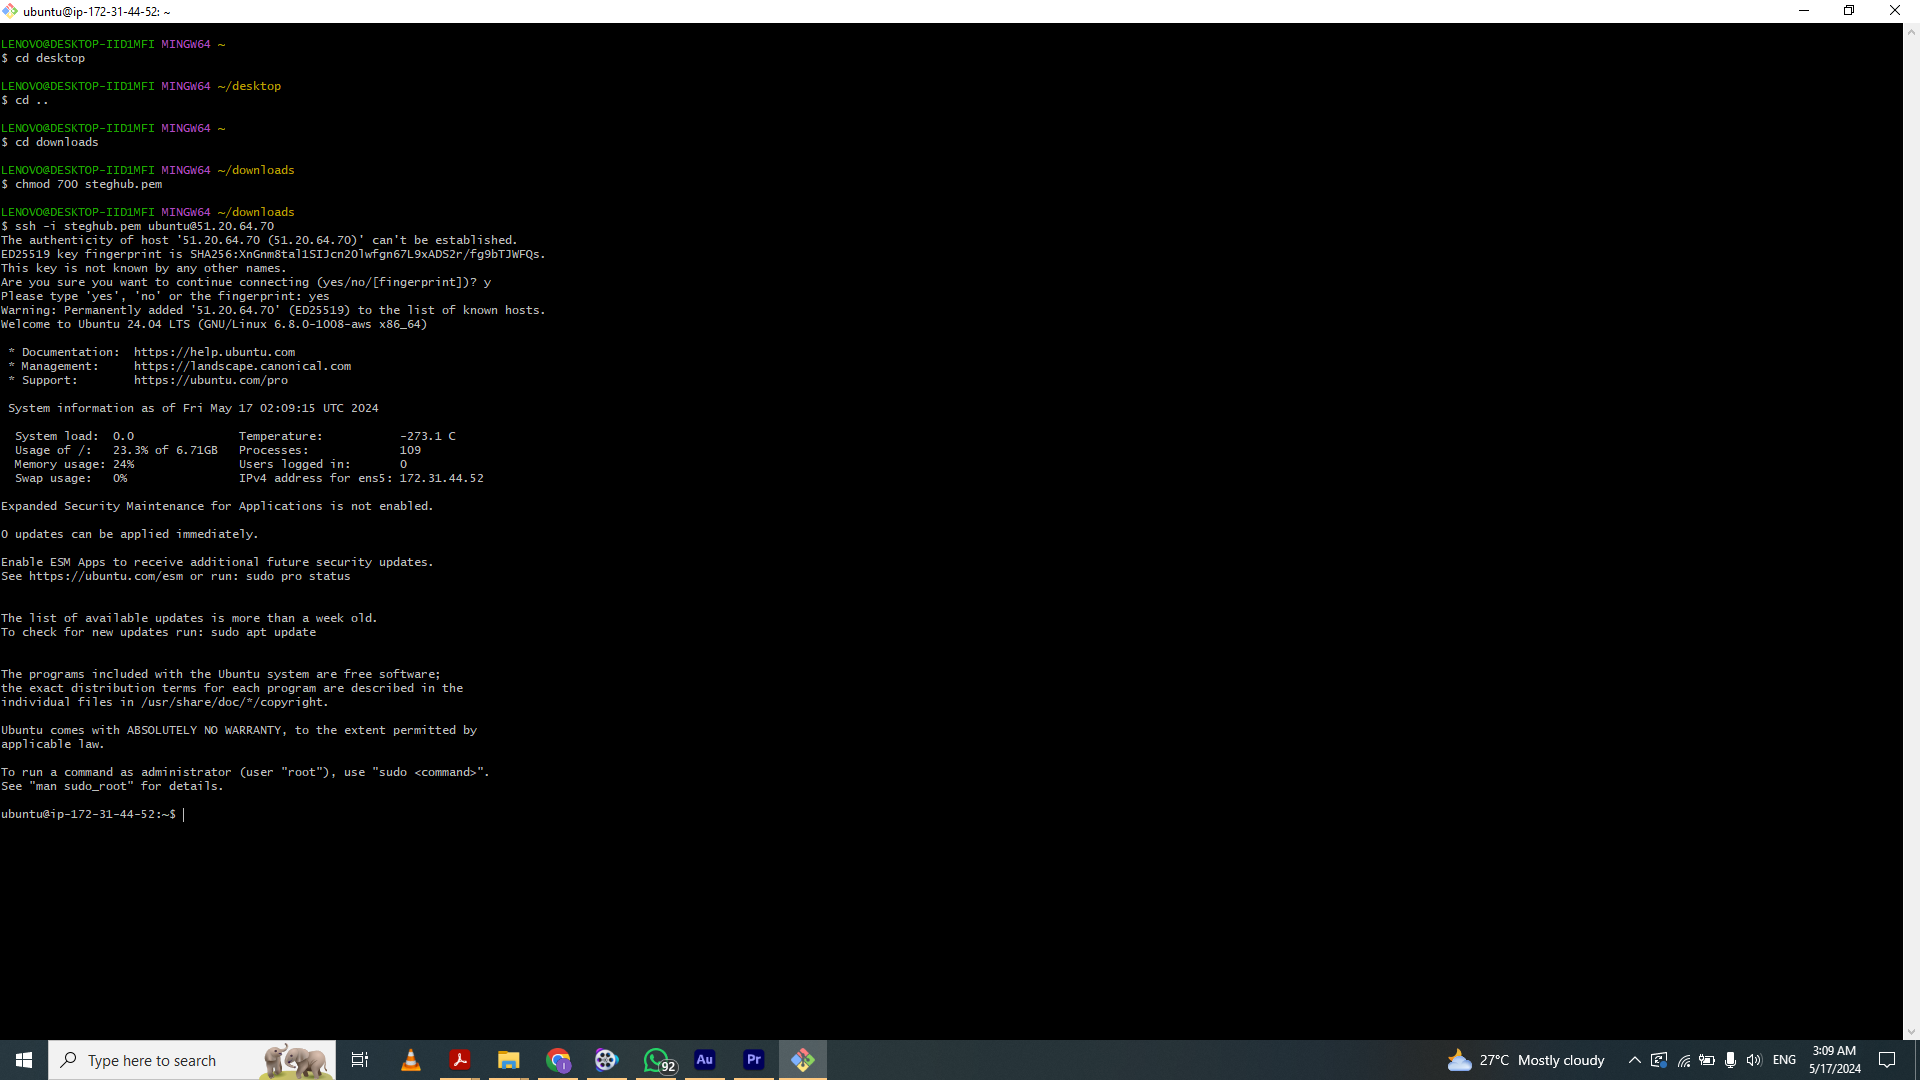 ubuntu@ip-172-31-44-52: ~
LENOVO@DESKTOP-IID1MFI MINGW64 ~
$ cd desktop
LENOVO@DESKTOP-IID1MFI MINGW64 ~/desktop
$ cd ..
LENOVO@DESKTOP-IID1MFI MINGW64 ~
$ cd downloads
LENOVO@DESKTOP-IID1MFI MINGW64 ~/downloads
$ chmod 700 steghub.pem
LENOVO@DESKTOP-IID1MFI MINGW64 ~/downloads
$ ssh -i steghub.pem ubuntu@51.20.64.70
The authenticity of host '51.20.64.70 (51.20.64.70)' can't be established.
ED25519 key fingerprint is SHA256:XnGnm8tal1SIJcn2Olwfgn67L9xADS2r/fg9bTJWFQs.
This key is not known by any other names.
Are you sure you want to continue connecting (yes/no/[fingerprint])? y
Please type 'yes', 'no' or the fingerprint: yes
Warning: Permanently added '51.20.64.70' (ED25519) to the list of known hosts.
Welcome to Ubuntu 24.04 LTS (GNU/Linux 6.8.0-1008-aws x86_64)
* Documentation:  https://help.ubuntu.com
* Management:     https://landscape.canonical.com
* Support:        https://ubuntu.com/pro
System information as of Fri May 17 02:09:15 UTC 2024
System load:  0.0               Temperature:           -273.1 C
Usage of /:   23.3% of 6.71GB   Processes:             109
Memory usage: 24%               Users logged in:       0
Swap usage:   0%                IPv4 address for ens5: 172.31.44.52
Expanded Security Maintenance for Applications is not enabled.
0 updates can be applied immediately.
Enable ESM Apps to receive additional future security updates.
See https://ubuntu.com/esm or run: sudo pro status
The list of available updates is more than a week old.
To check for new updates run: sudo apt update
The programs included with the Ubuntu system are free software;
the exact distribution terms for each program are described in the
individual files in /usr/share/doc/*/copyright.
Ubuntu comes with ABSOLUTELY NO WARRANTY, to the extent permitted by
applicable law.
To run a command as administrator (user "root"), use "sudo <command>".
See "man sudo_root" for details.
ubuntu@ip-172-31-44-52:~$
Type here to search
92
Au
Pr
27°C Mostly cloudy
ENG
3:09 AM
5/17/2024